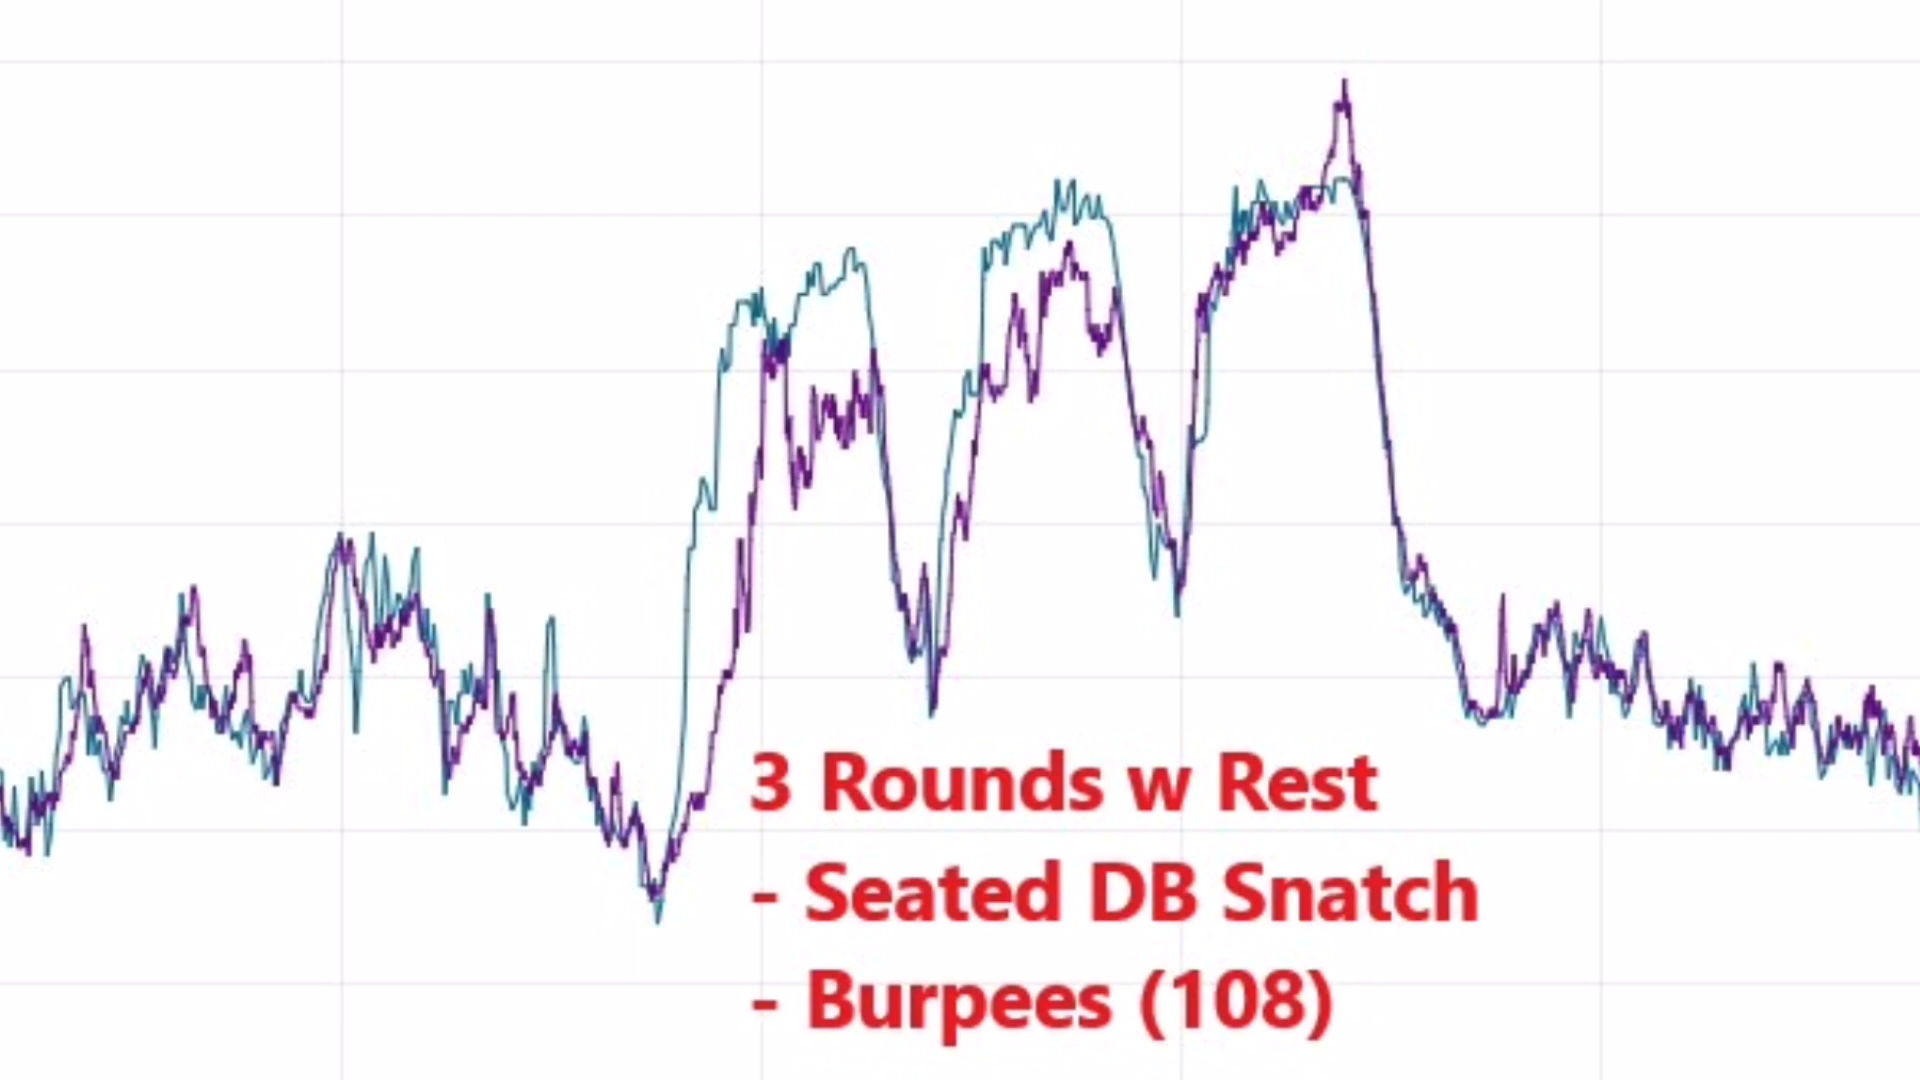 3 Rounds w Rest
- Seated DB Snatch
- Burpees (108)